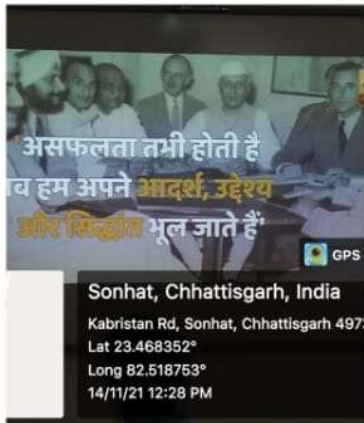 'असफलता तभी होती है
जब हम अपने आदर्श, उद्देश्य
और सिद्धांत भूल जाते हैं'
GPS
Sonhat, Chhattisgarh, India
Kabristan Rd, Sonhat, Chhattisgarh 497
Lat 23.468352°
Long 82.518753°
14/11/21 12:28 PM